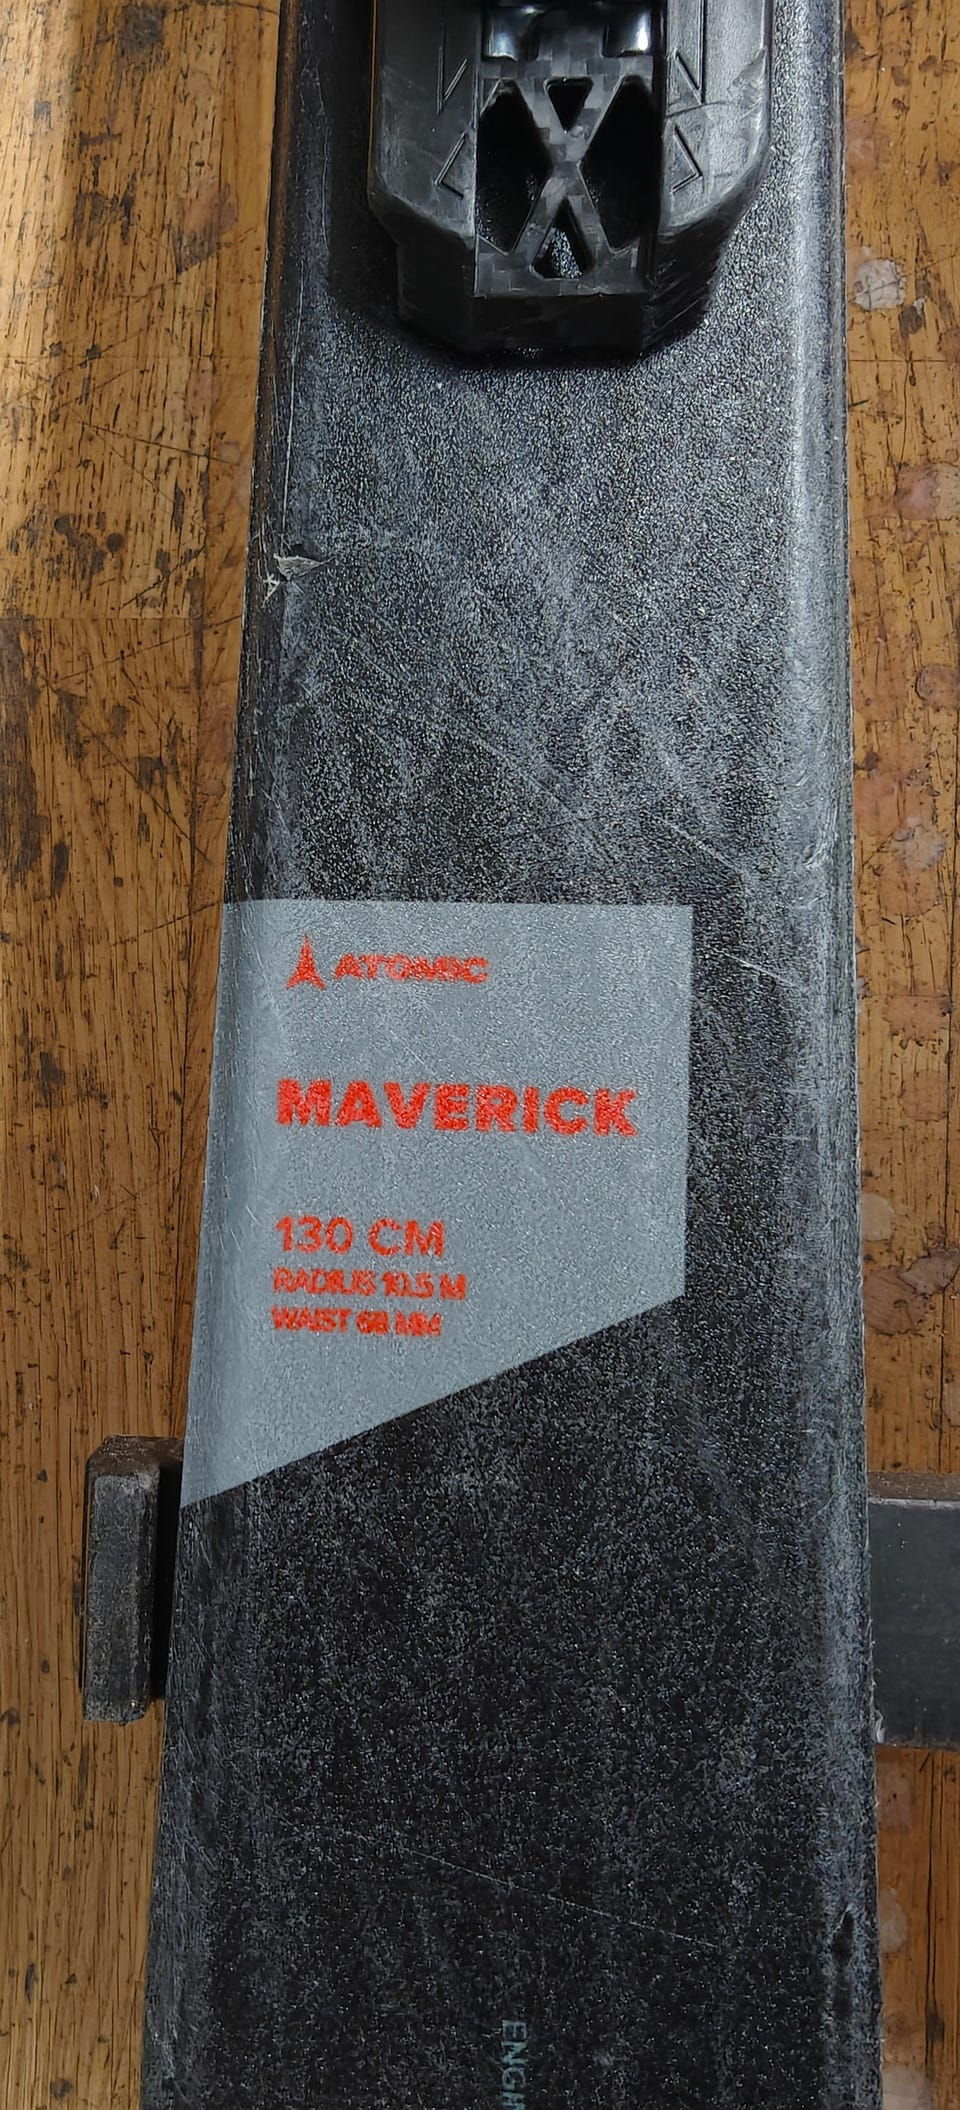 ATOMIC
MAVERICK
130 CM
RADIUS 10.5 M
WAIST 68 MM